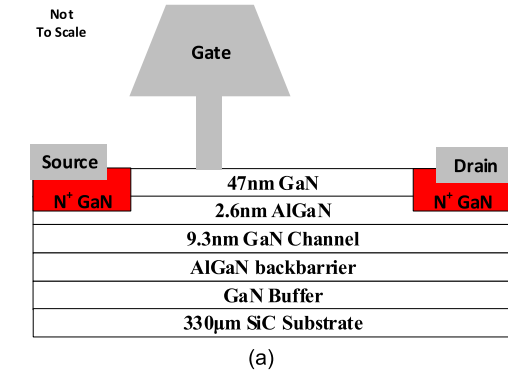 Not
To Scale
Gate
Source
Drain
N+ GaN
N+ GaN
47nm GaN
2.6nm AlGaN
9.3nm GaN Channel
AlGaN backbarrier
GaN Buffer
330µm SiC Substrate
(a)